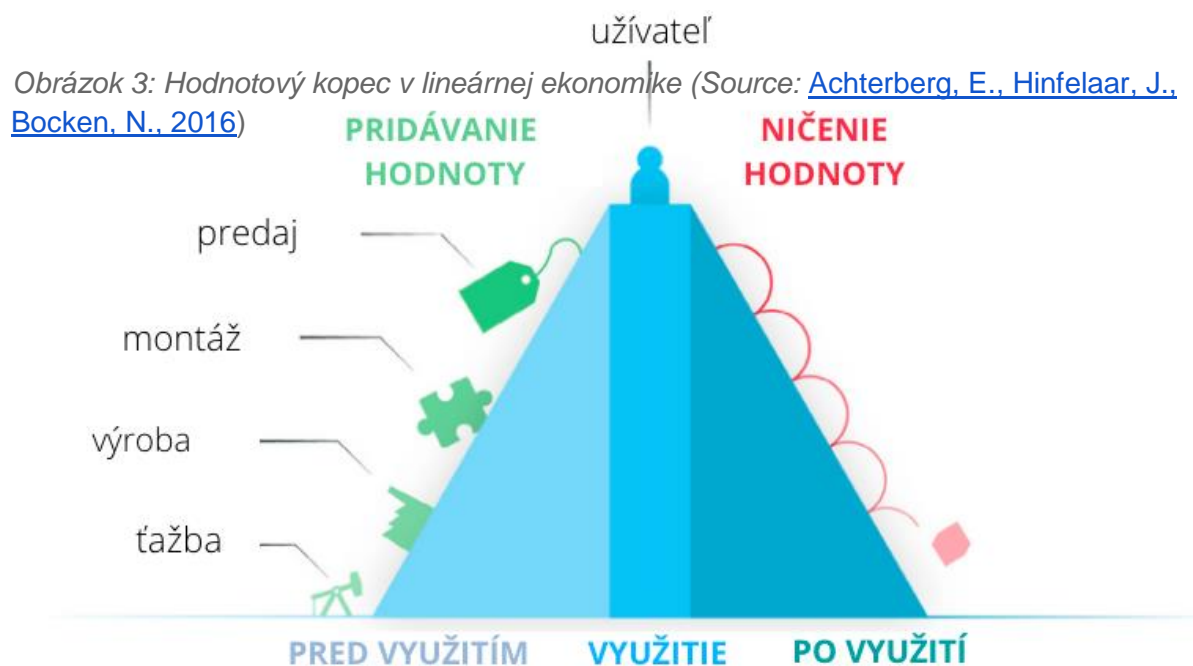 užívateľ
Obrázok 3: Hodnotový kopec v lineárnej ekonomike (Source: Achterberg, E., Hinfelaar, J.,
Bocken, N., 2016)
PRIDÁVANIE
HODNOTY
NIČENIE
HODNOTY
predaj
montáž
výroba
ťažba
PRED VYUŽITÍM
VYUŽITIE
PO VYUŽITÍ